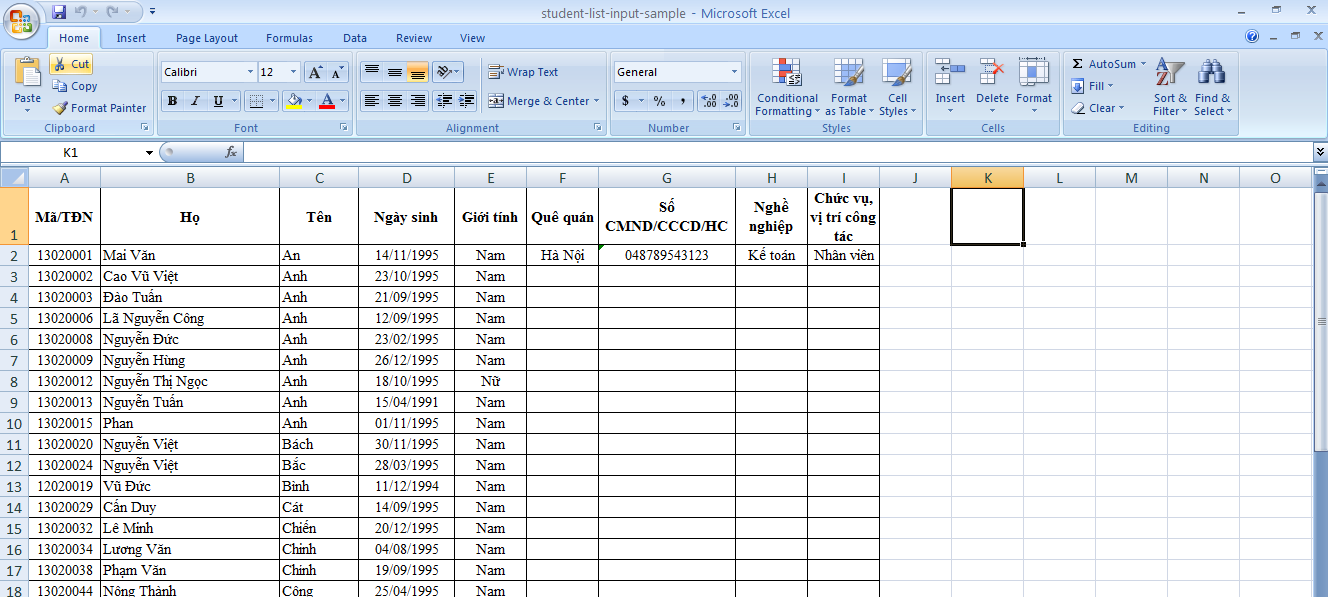 student-list-input-sample - Microsoft Excel
Home Insert Page Layout Formulas Data Review View
Cut
Calibri 12 Wrap Text General Σ AutoSum
Copy Fill
Paste Format Painter B I U Merge & Center $ % , Conditional Formatting Format as Table Cell Styles Insert Delete Format Clear Sort & Filter Find & Select
Clipboard Font Alignment Number Styles Cells Editing
K1 fx
A B C D E F G H I J K L M N O
1 Mã/TĐN Họ Tên Ngày sinh Giới tính Quê quán Số CMND/CCCD/HC Nghề nghiệp Chức vụ, vị trí công tác
2 13020001 Mai Văn An 14/11/1995 Nam Hà Nội 048789543123 Kế toán Nhân viên
3 13020002 Cao Vũ Việt Anh 23/10/1995 Nam
4 13020003 Đào Tuấn Anh 21/09/1995 Nam
5 13020006 Lã Nguyễn Công Anh 12/09/1995 Nam
6 13020008 Nguyễn Đức Anh 23/02/1995 Nam
7 13020009 Nguyễn Hùng Anh 26/12/1995 Nam
8 13020012 Nguyễn Thị Ngọc Anh 18/10/1995 Nữ
9 13020013 Nguyễn Tuấn Anh 15/04/1991 Nam
10 13020015 Phan Anh 01/11/1995 Nam
11 13020020 Nguyễn Việt Bách 30/11/1995 Nam
12 13020024 Nguyễn Việt Bắc 28/03/1995 Nam
13 12020019 Vũ Đức Bình 11/12/1994 Nam
14 13020029 Cấn Duy Cát 14/09/1995 Nam
15 13020032 Lê Minh Chiến 20/12/1995 Nam
16 13020034 Lương Văn Chinh 04/08/1995 Nam
17 13020038 Phạm Văn Chinh 19/09/1995 Nam
18 13020044 Nông Thành Công 25/04/1995 Nam